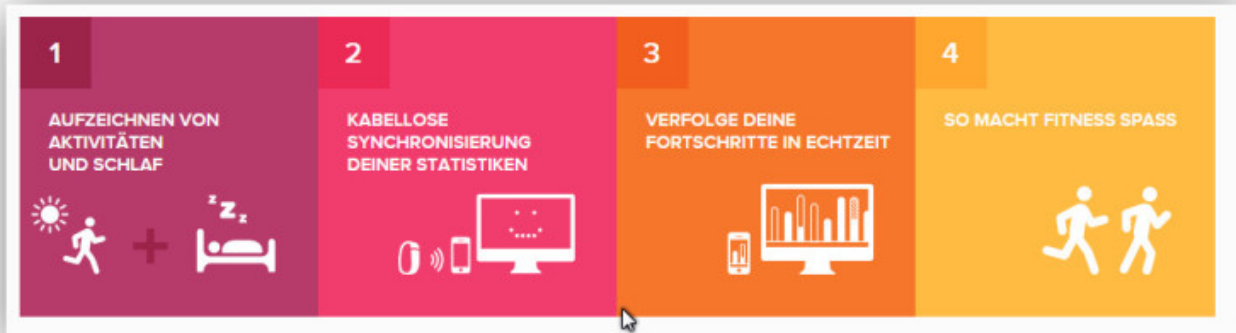 1
AUFZEICHNEN VON
AKTIVITÄTEN
UND SCHLAF
z Z z
2
KABELLOSE
SYNCHRONISIERUNG
DEINER STATISTIKEN
3
VERFOLGE DEINE
FORTSCHRITTE IN ECHTZEIT
4
SO MACHT FITNESS SPASS